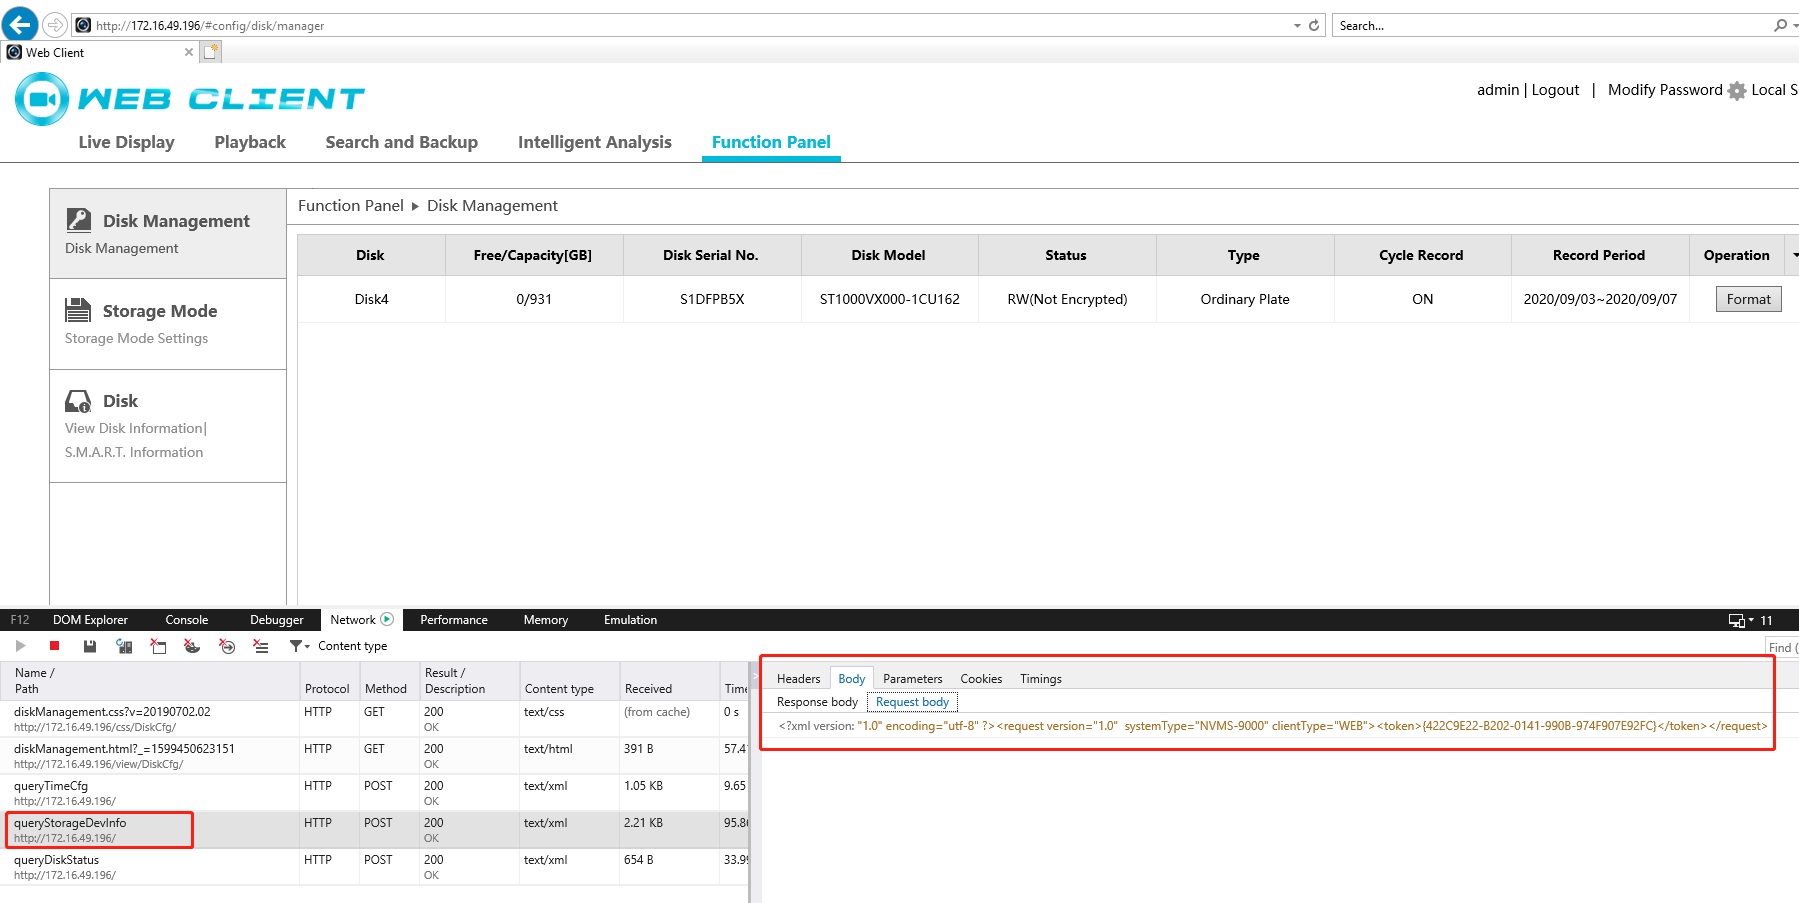 http://172.16.49.196/#config/disk/manager
Search...
Web Client
WEB CLIENT
admin | Logout | Modify Password Local S
Live Display Playback Search and Backup Intelligent Analysis Function Panel
Disk Management
Disk Management
Storage Mode
Storage Mode Settings
Disk
View Disk Information|
S.M.A.R.T. Information
Function Panel ▸ Disk Management
Disk Free/Capacity[GB] Disk Serial No. Disk Model Status Type Cycle Record Record Period Operation
Disk4 0/931 S1DFPB5X ST1000VX000-1CU162 RW(Not Encrypted) Ordinary Plate ON 2020/09/03~2020/09/07 Format
F12 DOM Explorer Console Debugger Network Performance Memory Emulation 11
Content type
Find (
Name / Result /
Path Protocol Method Description Content type Received Time
diskManagement.css?v=20190702.02 HTTP GET 200 text/css (from cache) 0 s
http://172.16.49.196/css/DiskCfg/ OK
diskManagement.html?_=1599450623151 HTTP GET 200 text/html 391 B 57.41
http://172.16.49.196/view/DiskCfg/ OK
queryTimeCfg HTTP POST 200 text/xml 1.05 KB 9.65
http://172.16.49.196/ OK
queryStorageDevInfo HTTP POST 200 text/xml 2.21 KB 95.86
http://172.16.49.196/ OK
queryDiskStatus HTTP POST 200 text/xml 654 B 33.99
http://172.16.49.196/ OK
Headers Body Parameters Cookies Timings
Response body Request body
<?xml version: "1.0" encoding="utf-8" ?><request version="1.0" systemType="NVMS-9000" clientType="WEB"><token>{422C9E22-B202-0141-990B-974F907E92FC}</token></request>